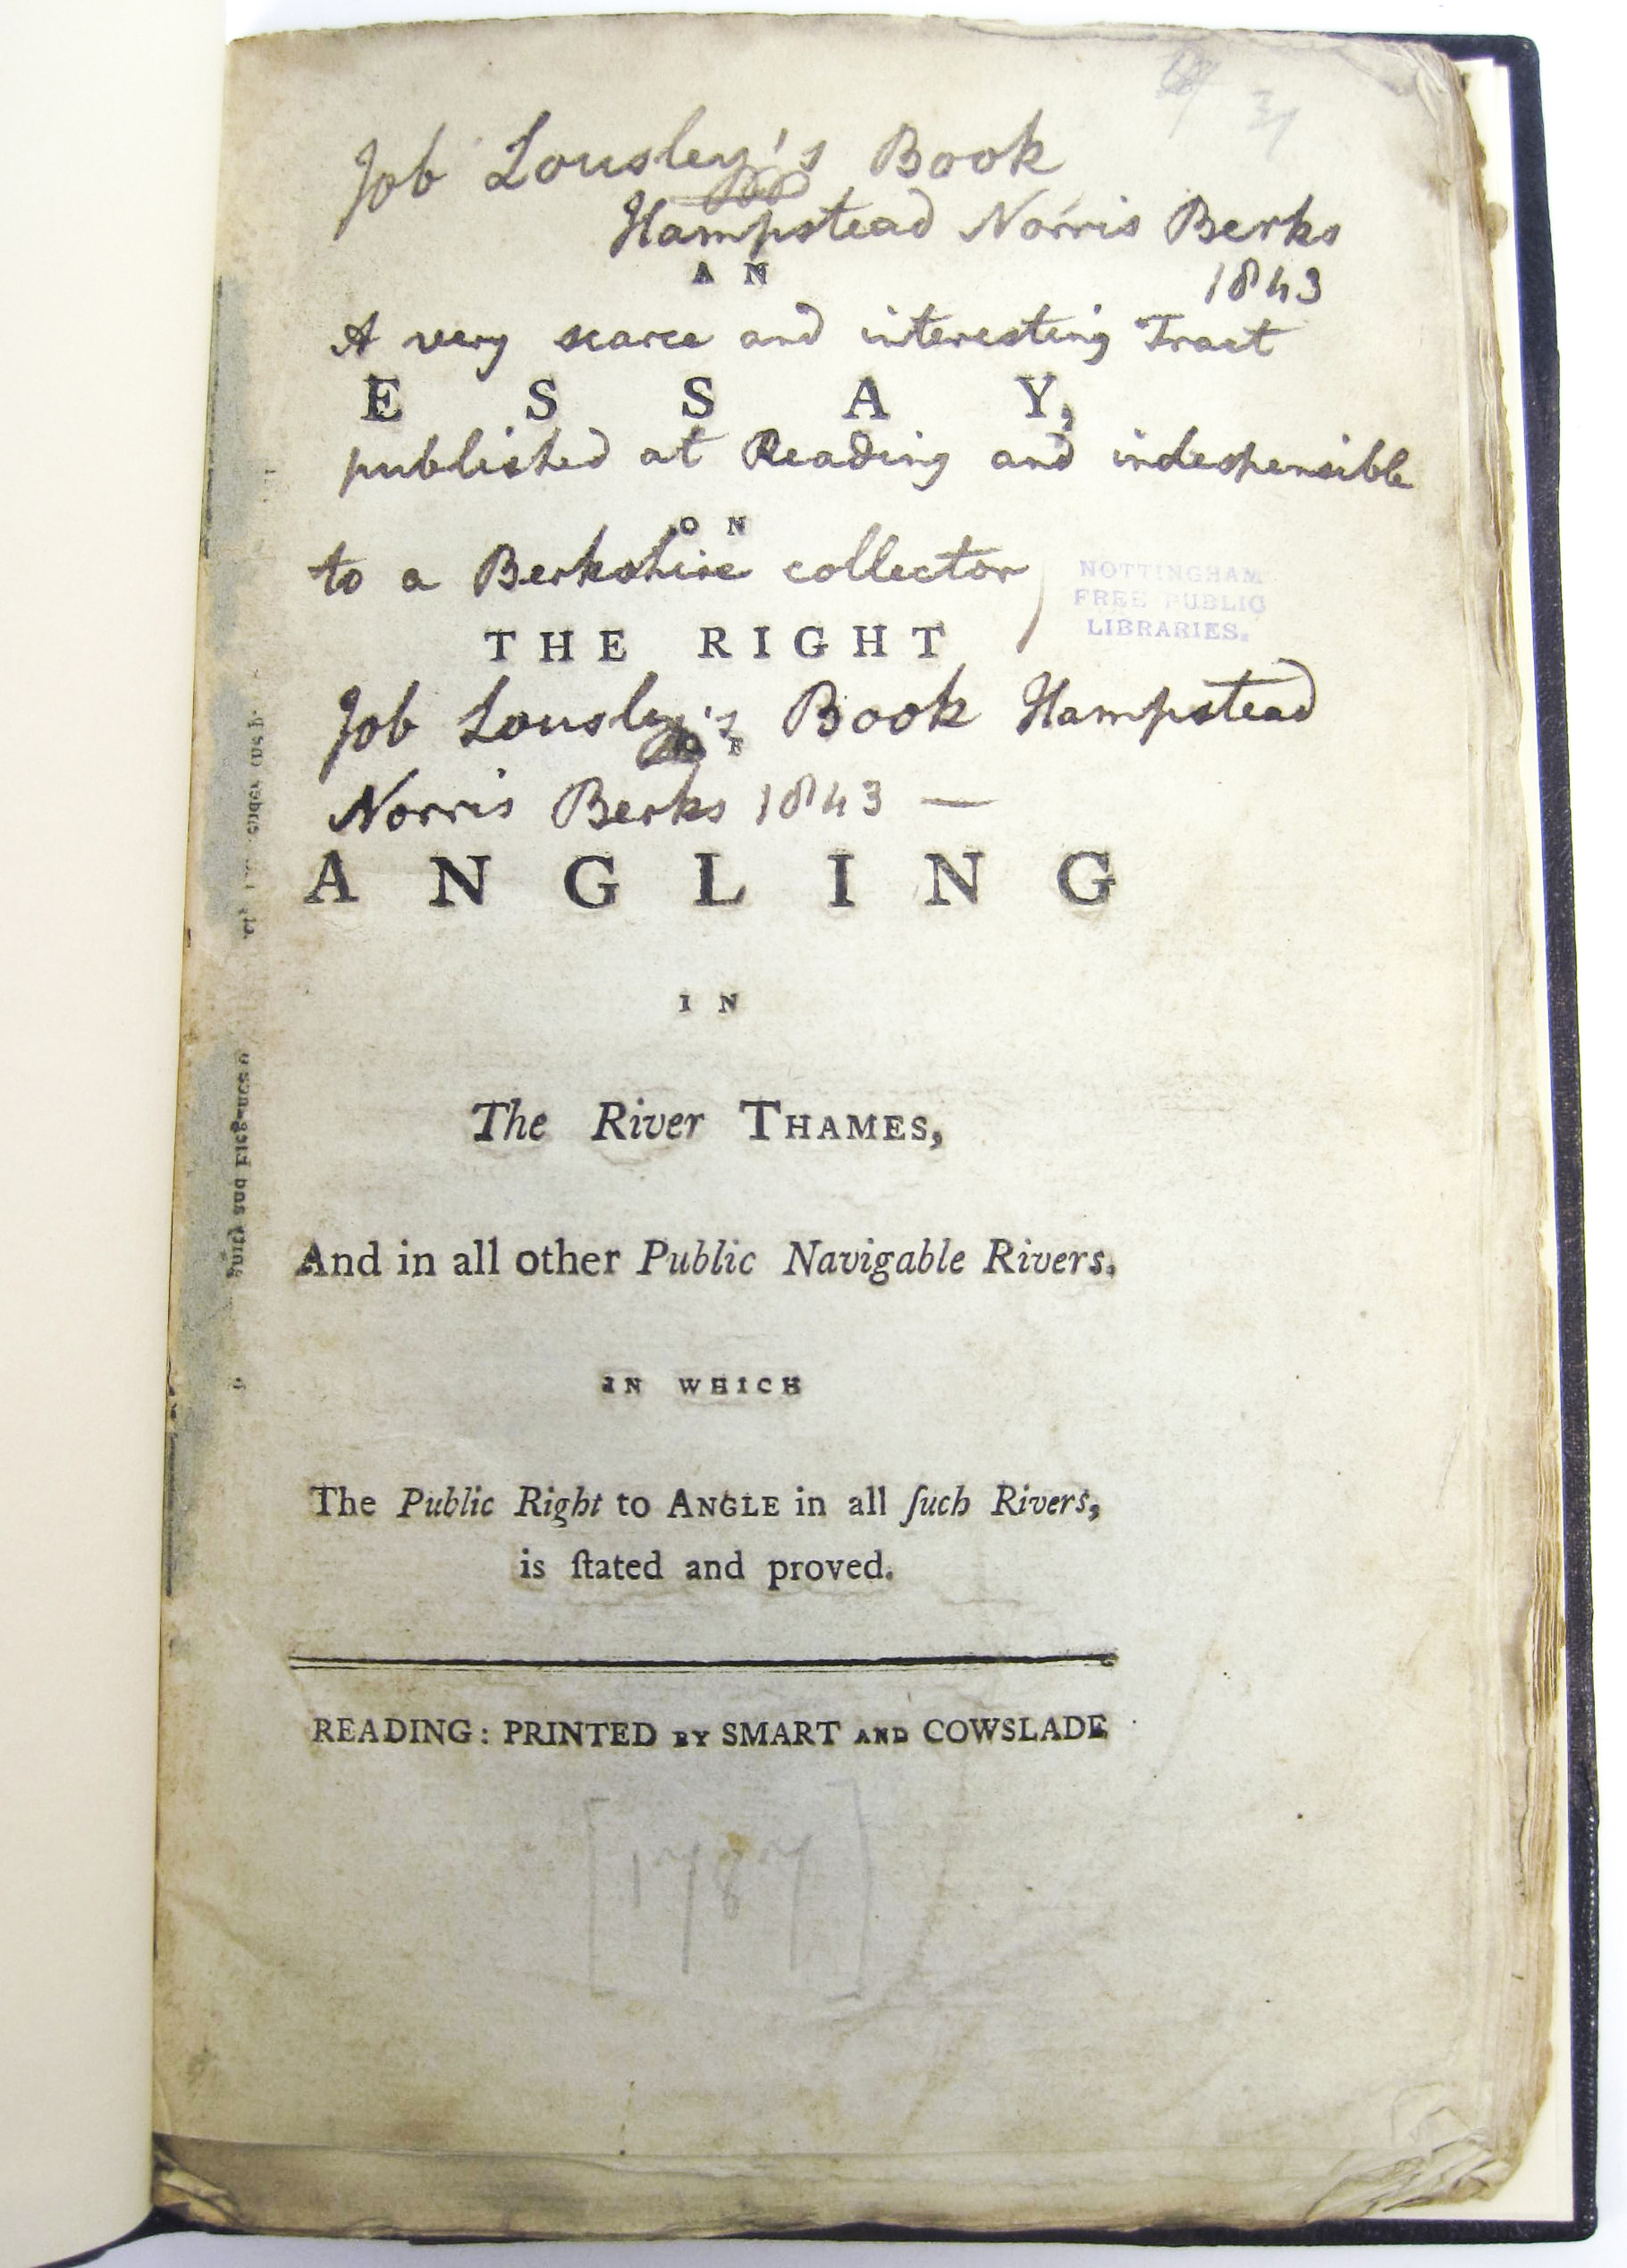 Job Lousley's Book
Hampstead Norris Berks
AN
1843
A very scarce and interesting Tract
ESSAY,
published at Reading and indespensible
ON
to a Berkshire collector
NOTTINGHAM
FREE PUBLIC
LIBRARIES.
THE RIGHT
Job Lousley's Book Hampstead
OF
Norris Berks 1843 —
ANGLING
IN
The River THAMES,
And in all other Public Navigable Rivers.
IN WHICH
The Public Right to ANGLE in all ſuch Rivers,
is ſtated and proved.
READING: PRINTED BY SMART AND COWSLADE
[1787]